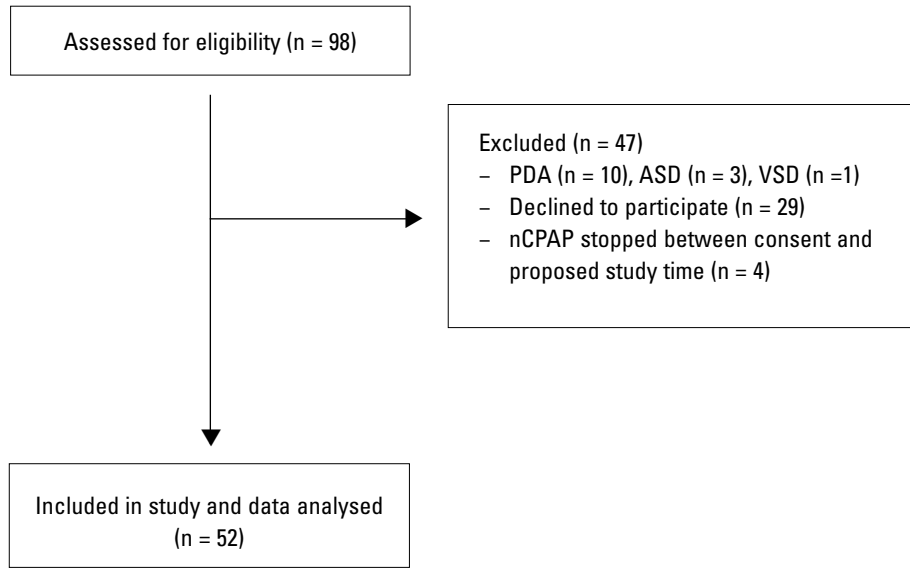 Assessed for eligibility (n = 98)
Excluded (n = 47)
– PDA (n = 10), ASD (n = 3), VSD (n =1)
– Declined to participate (n = 29)
– nCPAP stopped between consent and
proposed study time (n = 4)
Included in study and data analysed
(n = 52)